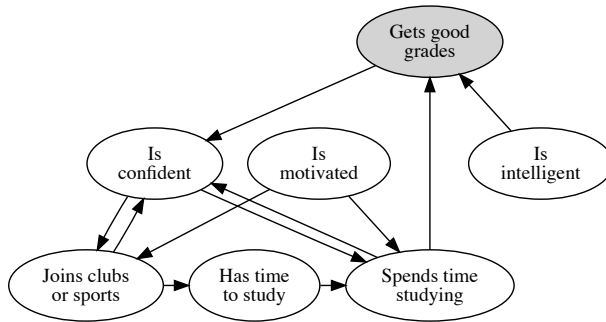 Gets good
grades
Is
confident
Is
motivated
Is
intelligent
Joins clubs
or sports
Has time
to study
Spends time
studying